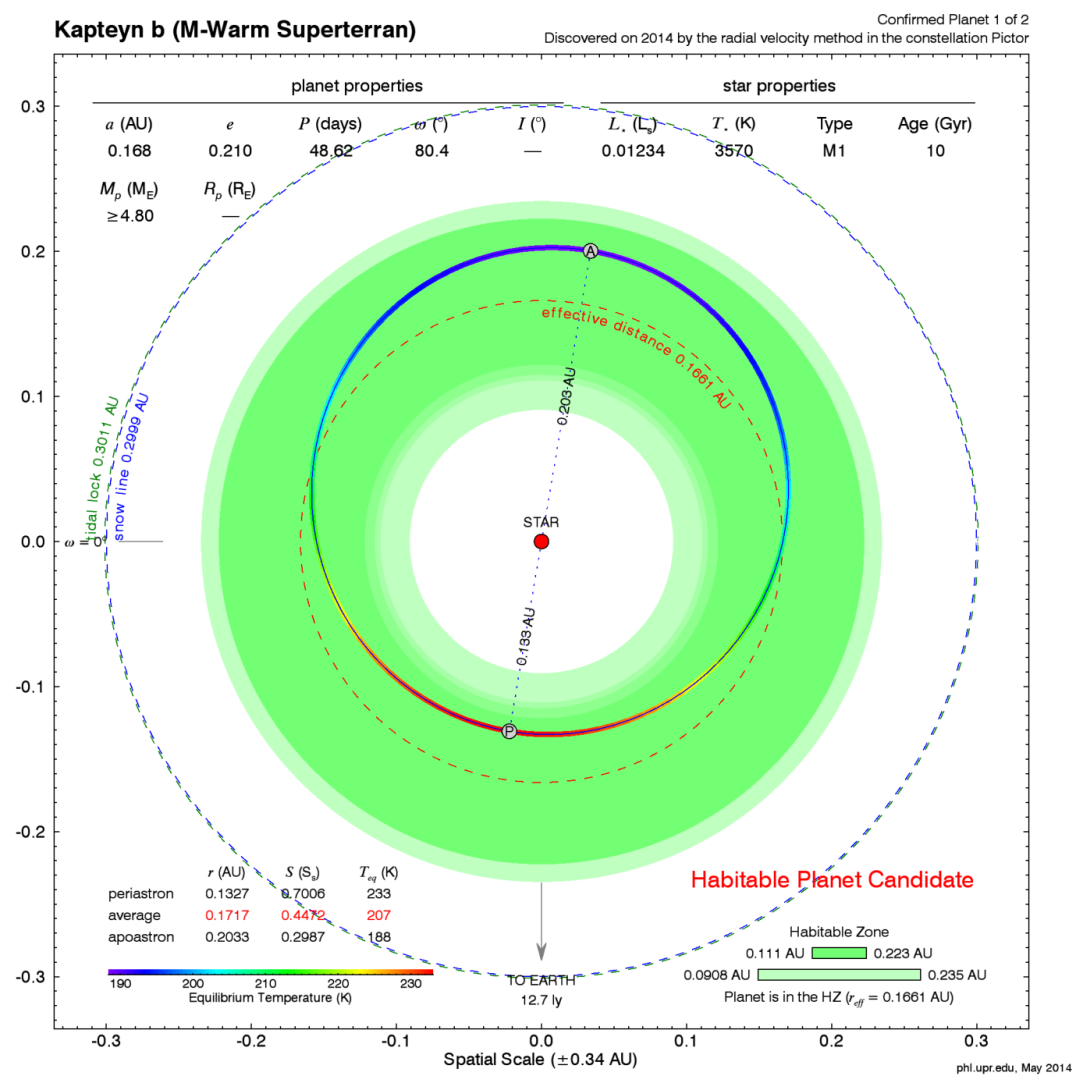 Kapteyn b (M-Warm Superterran)
Confirmed Planet 1 of 2
Discovered on 2014 by the radial velocity method in the constellation Pictor
planet properties
star properties
a (AU) e P (days) ω (°) I (°) L⋆ (Lₛ) T⋆ (K) Type Age (Gyr)
0.168 0.210 48.62 80.4 — 0.01234 3570 M1 10
Mₚ (M_E) Rₚ (R_E)
≥4.80 —
0.3
0.2
0.1
0.0
-0.1
-0.2
-0.3
A
effective distance 0.1661 AU
0.203 AU
tidal lock 0.3011 AU
snow line 0.2999 AU
STAR
ω = 0°
0.133 AU
P
r (AU) S (Sₛ) T_eq (K)
periastron 0.1327 0.7006 233
average 0.1717 0.4472 207
apoastron 0.2033 0.2987 188
190 200 210 220 230
Equilibrium Temperature (K)
TO EARTH
12.7 ly
Habitable Planet Candidate
Habitable Zone
0.111 AU 0.223 AU
0.0908 AU 0.235 AU
Planet is in the HZ (r_eff = 0.1661 AU)
-0.3 -0.2 -0.1 0.0 0.1 0.2 0.3
Spatial Scale (±0.34 AU)
phl.upr.edu, May 2014